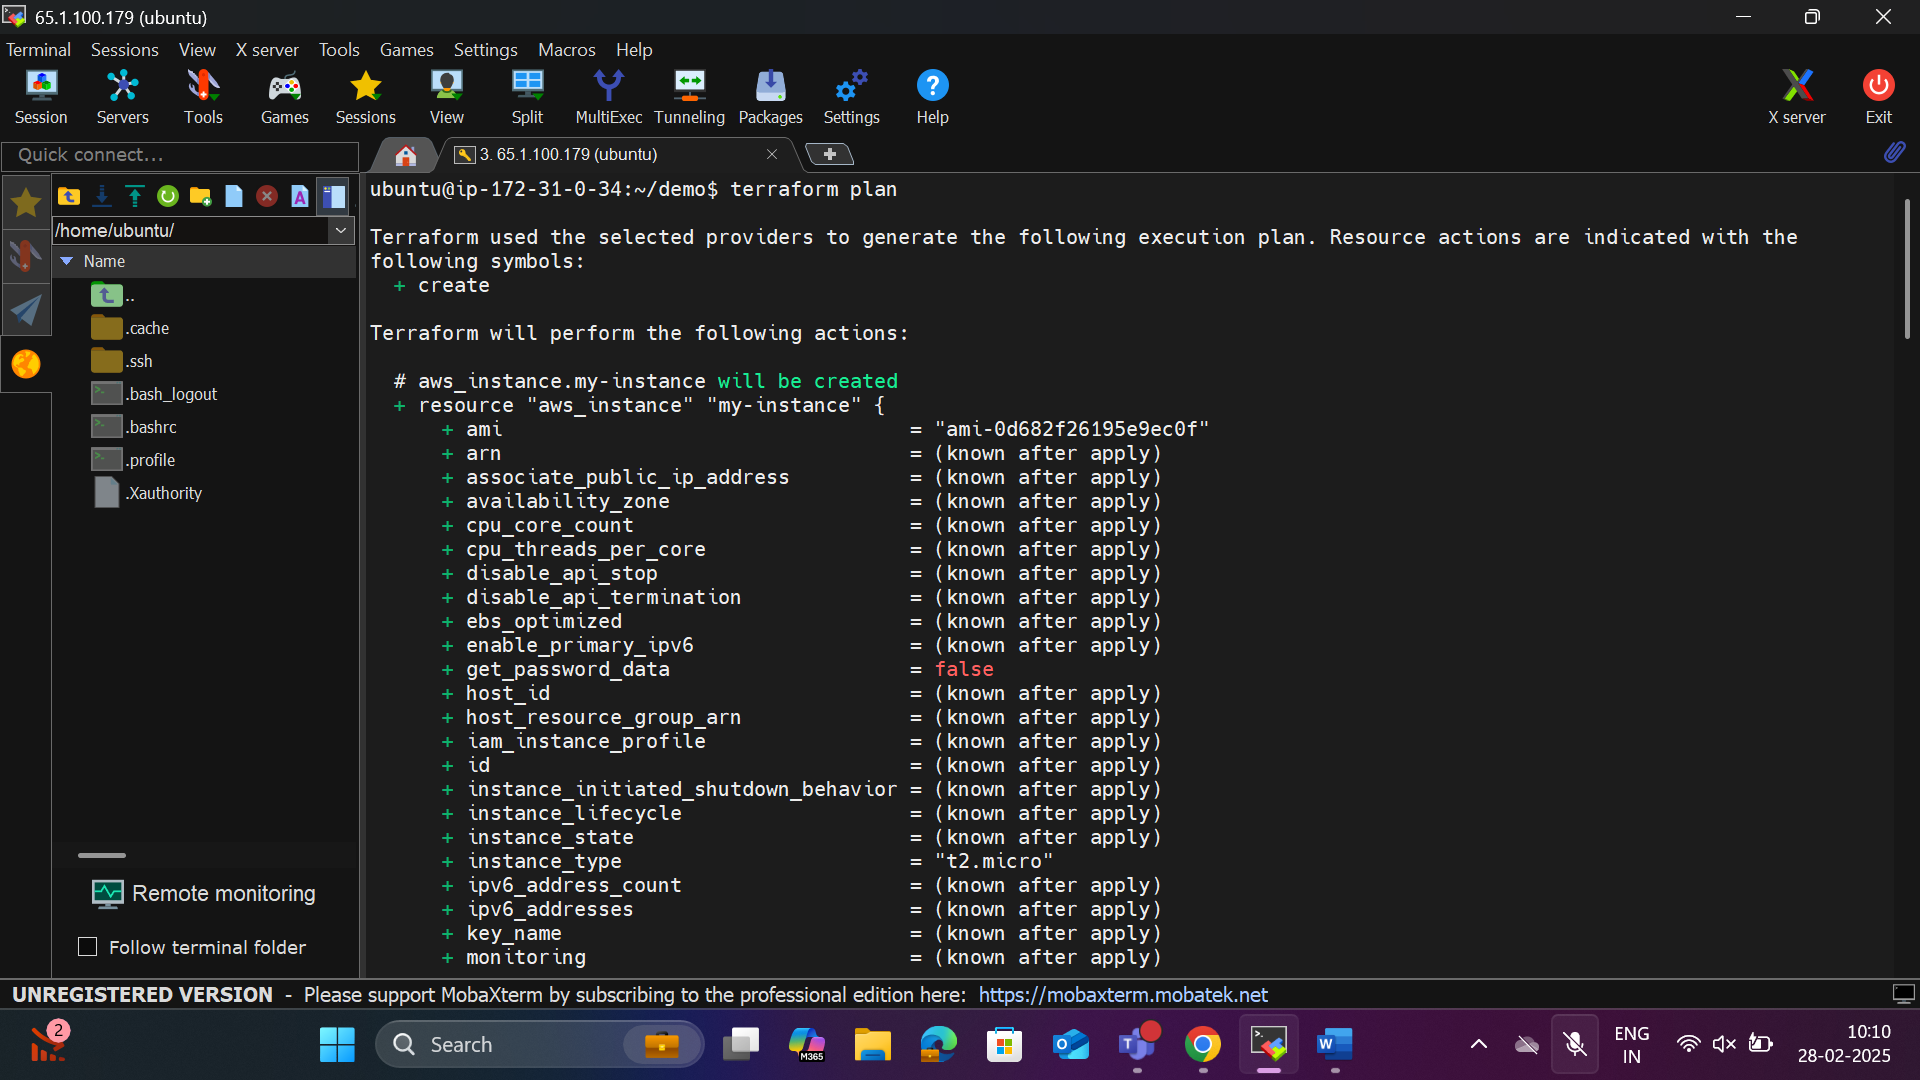 65.1.100.179 (ubuntu)
Terminal Sessions View X server Tools Games Settings Macros Help
Session Servers Tools Games Sessions View Split MultiExec Tunneling Packages Settings Help X server Exit
Quick connect...
3. 65.1.100.179 (ubuntu)
/home/ubuntu/
Name
..
.cache
.ssh
.bash_logout
.bashrc
.profile
.Xauthority
Remote monitoring
Follow terminal folder
ubuntu@ip-172-31-0-34:~/demo$ terraform plan
Terraform used the selected providers to generate the following execution plan. Resource actions are indicated with the
following symbols:
+ create
Terraform will perform the following actions:
# aws_instance.my-instance will be created
+ resource "aws_instance" "my-instance" {
+ ami = "ami-0d682f26195e9ec0f"
+ arn = (known after apply)
+ associate_public_ip_address = (known after apply)
+ availability_zone = (known after apply)
+ cpu_core_count = (known after apply)
+ cpu_threads_per_core = (known after apply)
+ disable_api_stop = (known after apply)
+ disable_api_termination = (known after apply)
+ ebs_optimized = (known after apply)
+ enable_primary_ipv6 = (known after apply)
+ get_password_data = false
+ host_id = (known after apply)
+ host_resource_group_arn = (known after apply)
+ iam_instance_profile = (known after apply)
+ id = (known after apply)
+ instance_initiated_shutdown_behavior = (known after apply)
+ instance_lifecycle = (known after apply)
+ instance_state = (known after apply)
+ instance_type = "t2.micro"
+ ipv6_address_count = (known after apply)
+ ipv6_addresses = (known after apply)
+ key_name = (known after apply)
+ monitoring = (known after apply)
UNREGISTERED VERSION - Please support MobaXterm by subscribing to the professional edition here: https://mobaxterm.mobatek.net
2
Search
M365
ENG
IN
10:10
28-02-2025